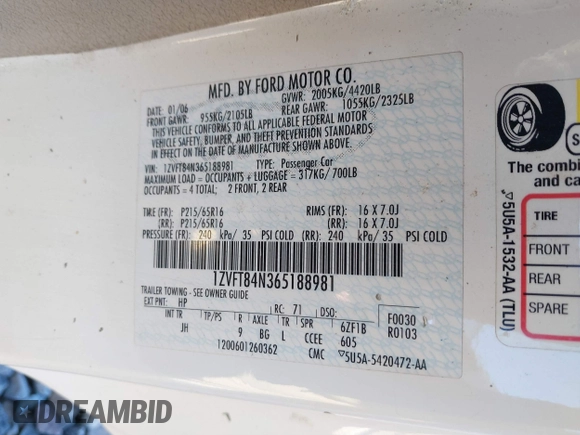 MFD. BY FORD MOTOR CO.
DATE: 01/06 GVWR: 2005KG/4420LB
FRONT GAWR: 955KG/2105LB REAR GAWR: 1055KG/2325LB
THIS VEHICLE CONFORMS TO ALL APPLICABLE FEDERAL MOTOR
VEHICLE SAFETY, BUMPER, AND THEFT PREVENTION STANDARDS
IN EFFECT ON THE DATE OF MANUFACTURE SHOWN ABOVE.
VIN: 1ZVFT84N365188981 TYPE: Passenger Car
MAXIMUM LOAD = OCCUPANTS + LUGGAGE = 317KG/ 700LB
OCCUPANTS = 4 TOTAL; 2 FRONT, 2 REAR
TIRE (FR): P215/65R16 RIMS (FR): 16 X 7.0J
(RR): P215/65R16 (RR): 16 X 7.0J
PRESSURE (FR): 240 kPa/ 35 PSI COLD (RR): 240 kPa/ 35 PSI COLD
1ZVFT84N365188981
TRAILER TOWING - SEE OWNER GUIDE
EXT PNT: HP RC: 71 DSO: F0030
INT TR TP/PS R AXLE TR SPR 6ZF1B R0103
JH 9 BG L CCEE 605
1200601260362 CMC ▽5U5A-5420472-AA
▽5U5A-1532-AA (TLU)
S
The combin
and ca
TIRE
FRONT
REAR
SPARE
DREAMBID